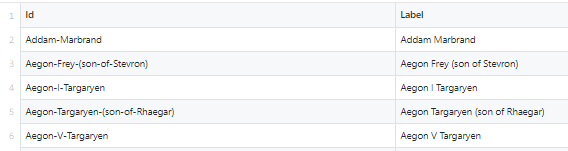 1 Id Label
2 Addam-Marbrand Addam Marbrand
3 Aegon-Frey-(son-of-Stevron) Aegon Frey (son of Stevron)
4 Aegon-I-Targaryen Aegon I Targaryen
5 Aegon-Targaryen-(son-of-Rhaegar) Aegon Targaryen (son of Rhaegar)
6 Aegon-V-Targaryen Aegon V Targaryen